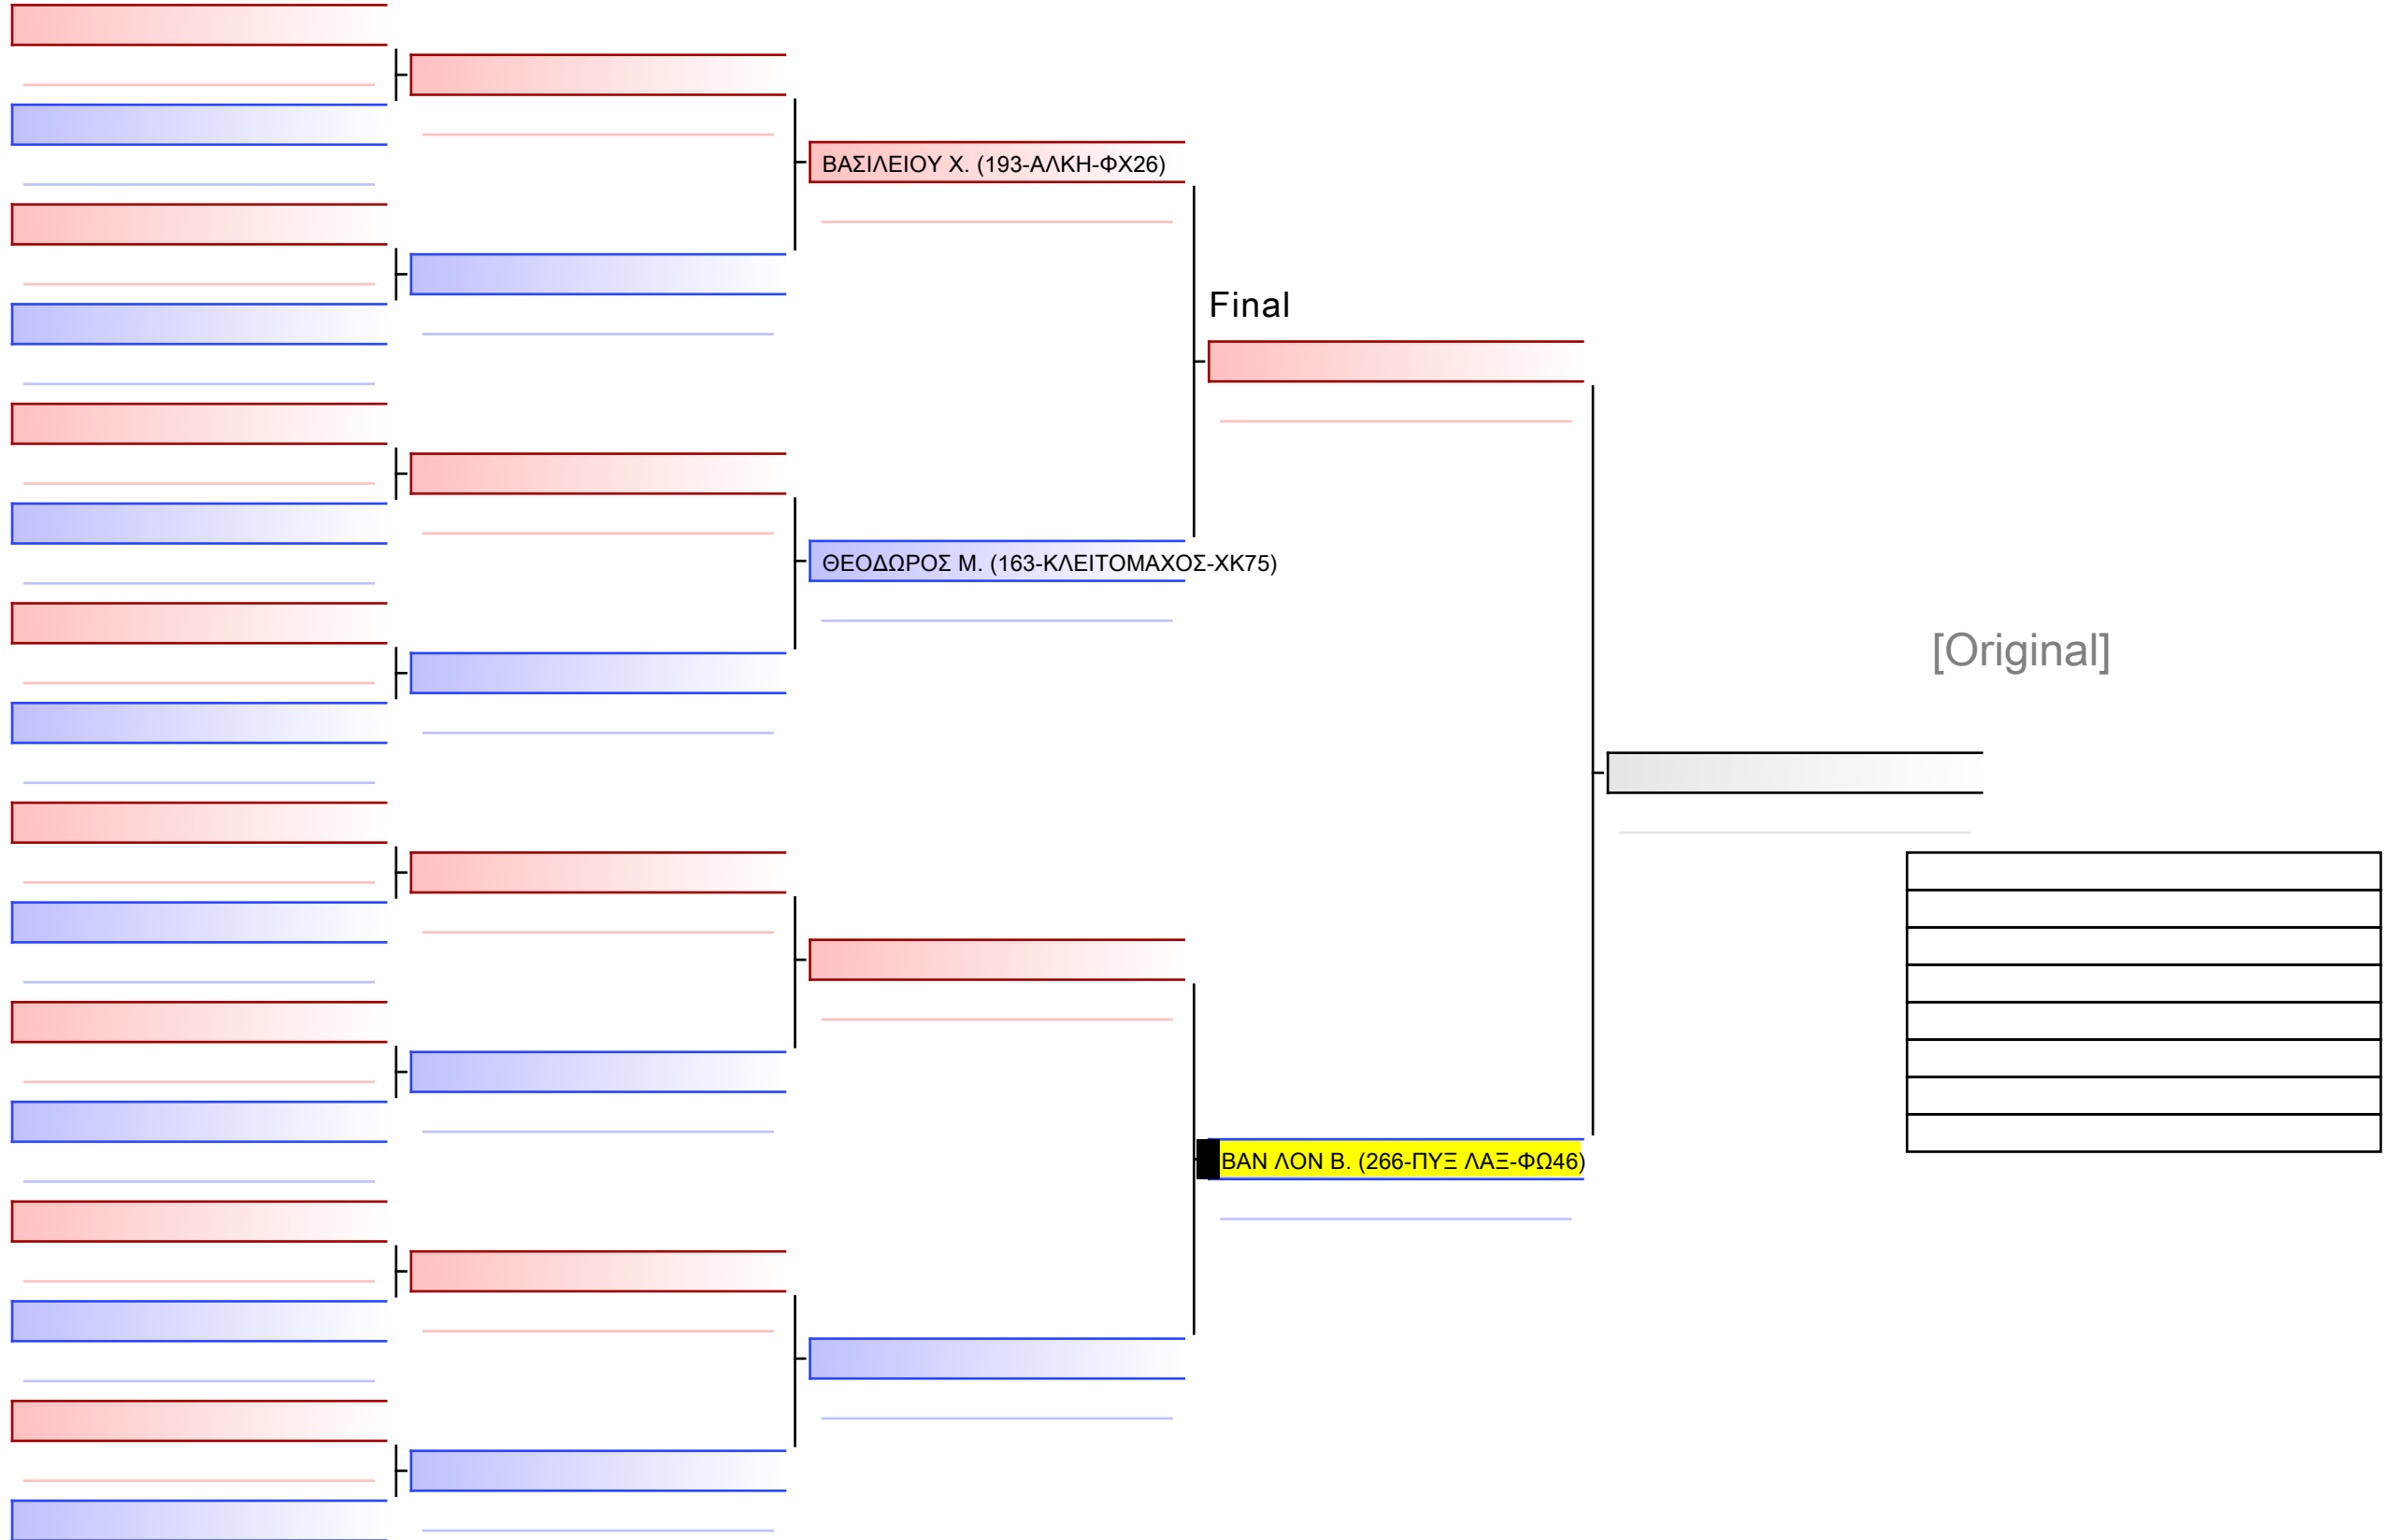 ΒΑΣΙΛΕΙΟΥ Χ. (193-ΑΛΚΗ-ΦΧ26)
Final
ΘΕΟΔΩΡΟΣ Μ. (163-ΚΛΕΙΤΟΜΑΧΟΣ-ΧΚ75)
[Original]
ΒΑΝ ΛΟΝ Β. (266-ΠΥΞ ΛΑΞ-ΦΩ46)